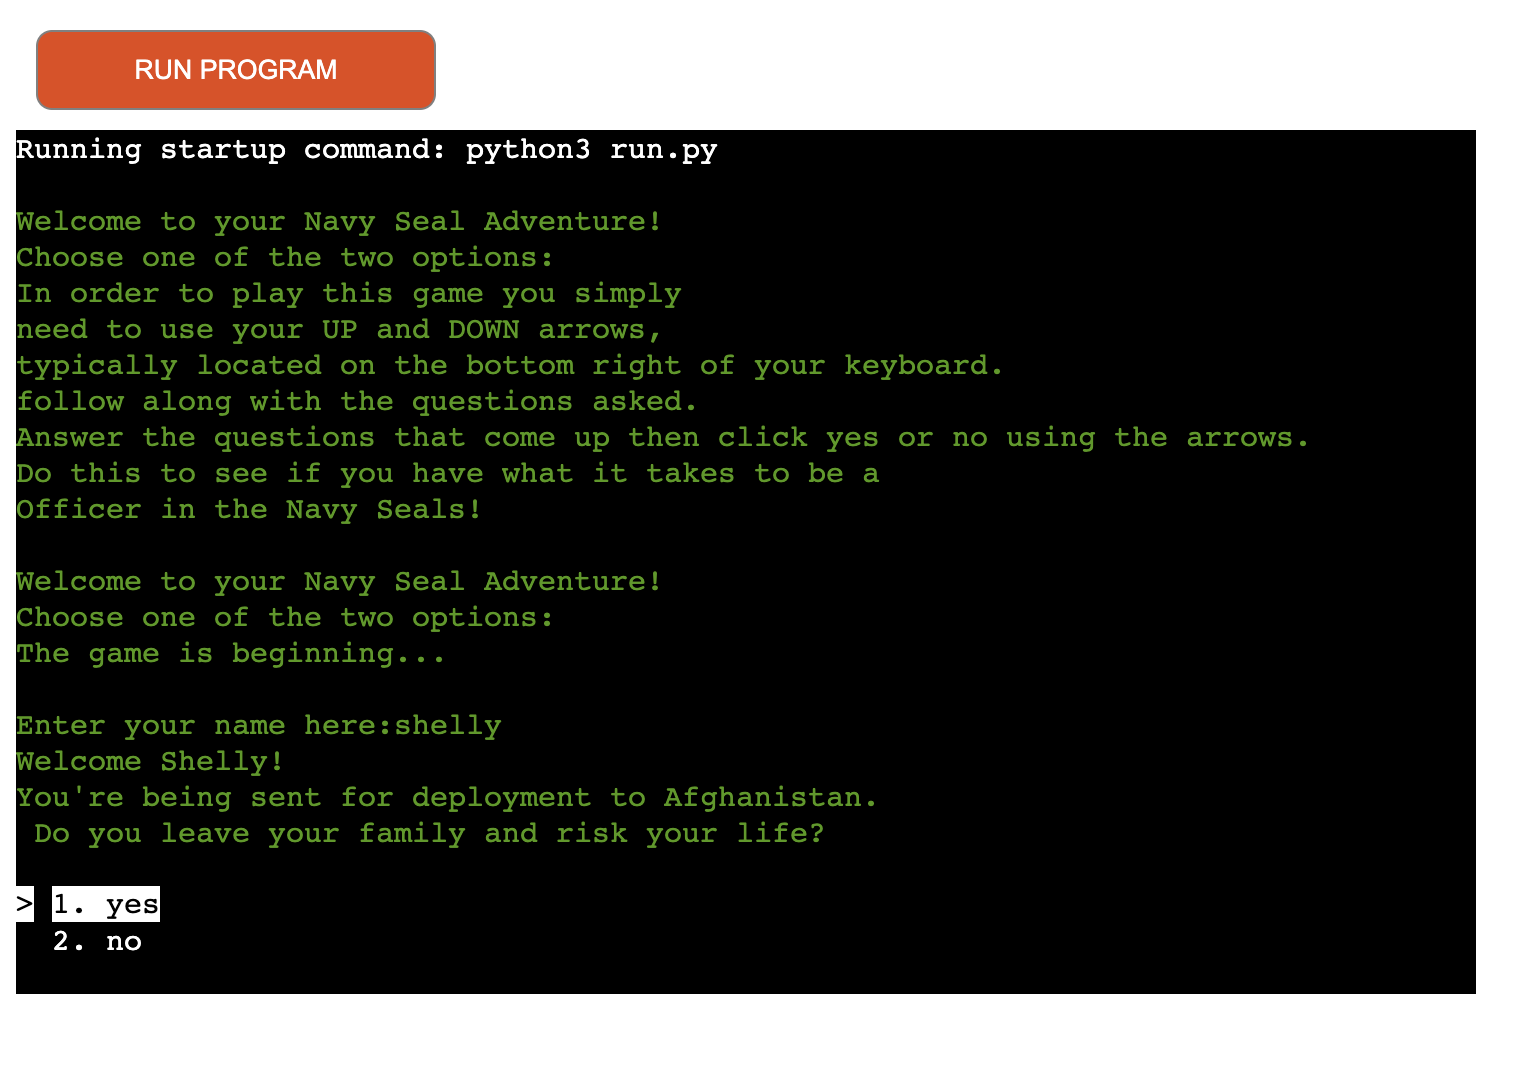 RUN PROGRAM
Running startup command: python3 run.py
Welcome to your Navy Seal Adventure!
Choose one of the two options:
In order to play this game you simply
need to use your UP and DOWN arrows,
typically located on the bottom right of your keyboard.
follow along with the questions asked.
Answer the questions that come up then click yes or no using the arrows.
Do this to see if you have what it takes to be a
Officer in the Navy Seals!
Welcome to your Navy Seal Adventure!
Choose one of the two options:
The game is beginning...
Enter your name here:shelly
Welcome Shelly!
You're being sent for deployment to Afghanistan.
Do you leave your family and risk your life?
> 1. yes
2. no